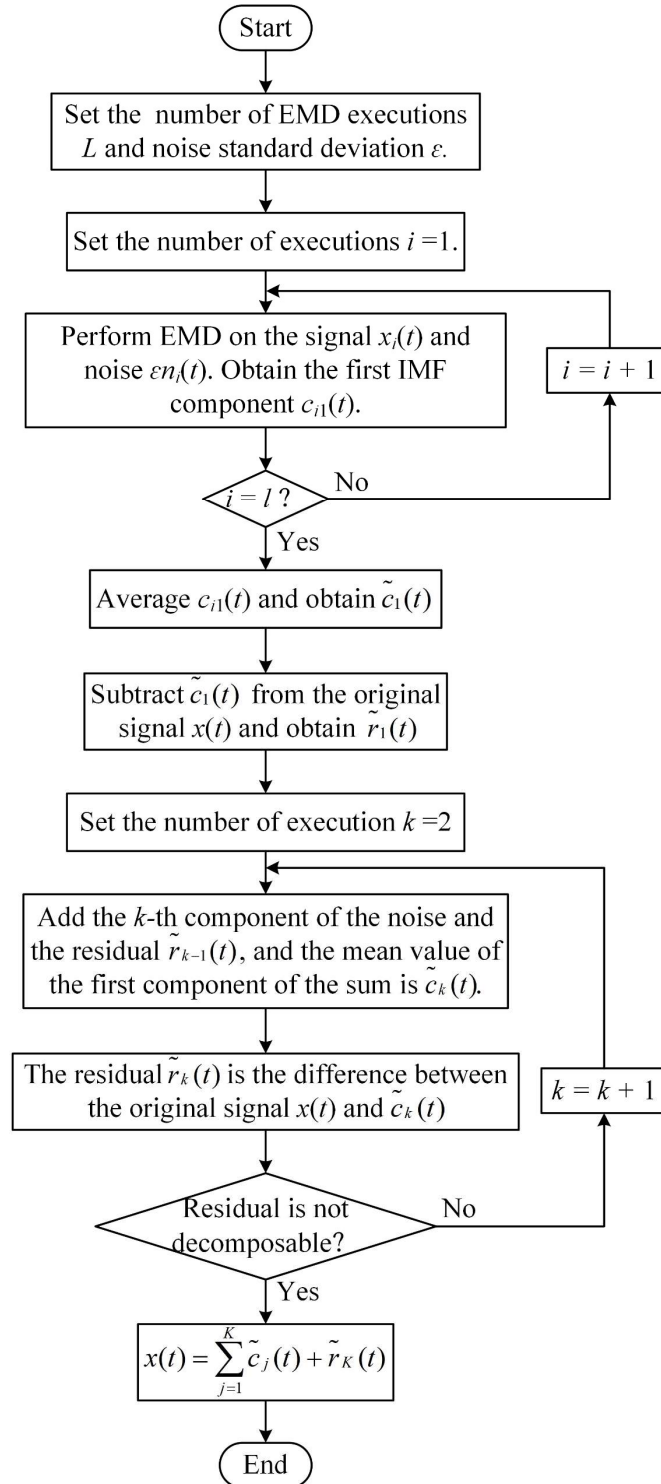 Start
Set the number of EMD executions
L and noise standard deviation ε.
Set the number of executions i =1.
Perform EMD on the signal xᵢ(t) and
noise εnᵢ(t). Obtain the first IMF
component cᵢ₁(t).
i = i + 1
i = l ?
No
Yes
Average cᵢ₁(t) and obtain c̃₁(t)
Subtract c̃₁(t) from the original
signal x(t) and obtain r̃₁(t)
Set the number of execution k =2
Add the k-th component of the noise and
the residual r̃ₖ₋₁(t), and the mean value of
the first component of the sum is c̃ₖ(t).
The residual r̃ₖ(t) is the difference between
the original signal x(t) and c̃ₖ(t)
k = k + 1
Residual is not
decomposable?
No
Yes
x(t) = ∑_{j=1}^{K} c̃_j(t) + r̃_K(t)
End